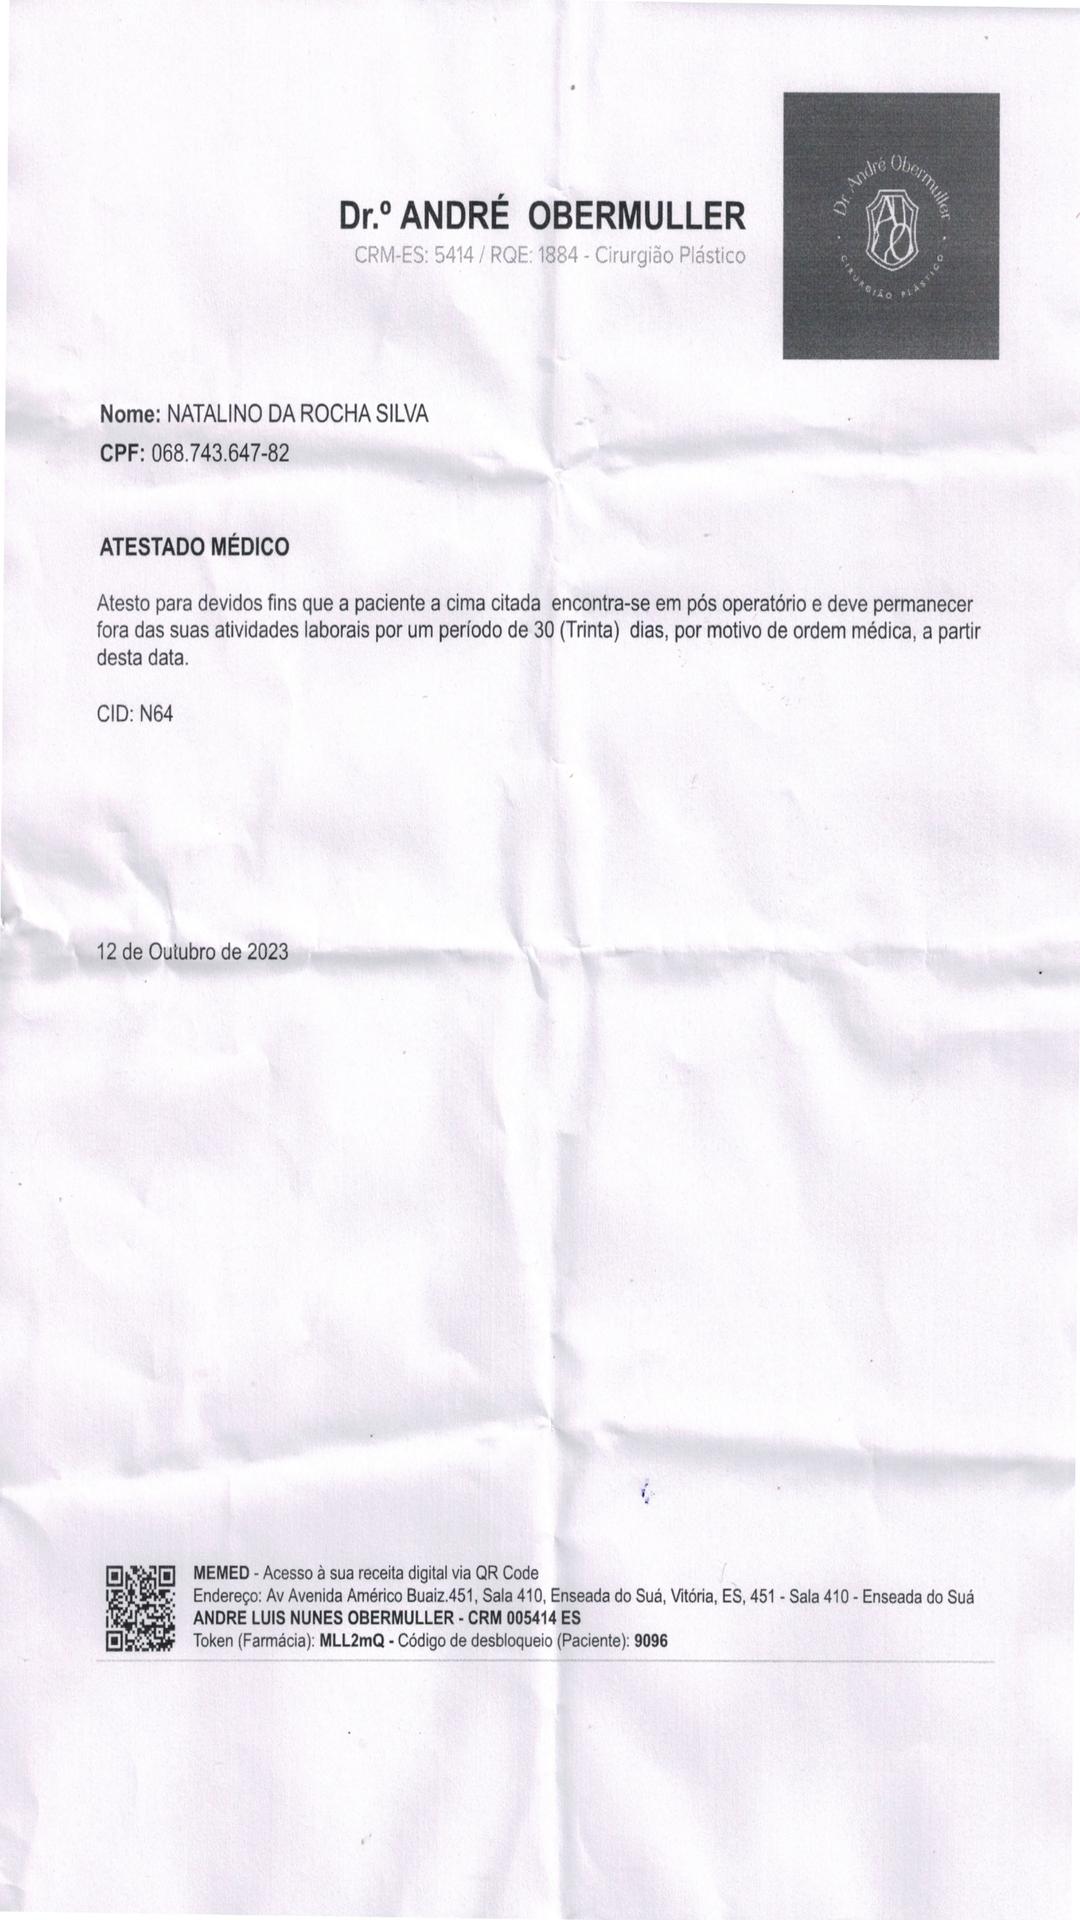 Dr. André Obermuller
CIRURGIÃO PLÁSTICO
Dr.º ANDRÉ OBERMULLER
CRM-ES: 5414 / RQE: 1884 - Cirurgião Plástico
Nome: NATALINO DA ROCHA SILVA
CPF: 068.743.647-82
ATESTADO MÉDICO
Atesto para devidos fins que a paciente a cima citada encontra-se em pós operatório e deve permanecer
fora das suas atividades laborais por um período de 30 (Trinta) dias, por motivo de ordem médica, a partir
desta data.
CID: N64
12 de Outubro de 2023
MEMED - Acesso à sua receita digital via QR Code
Endereço: Av Avenida Américo Buaiz.451, Sala 410, Enseada do Suá, Vitória, ES, 451 - Sala 410 - Enseada do Suá
ANDRE LUIS NUNES OBERMULLER - CRM 005414 ES
Token (Farmácia): MLL2mQ - Código de desbloqueio (Paciente): 9096